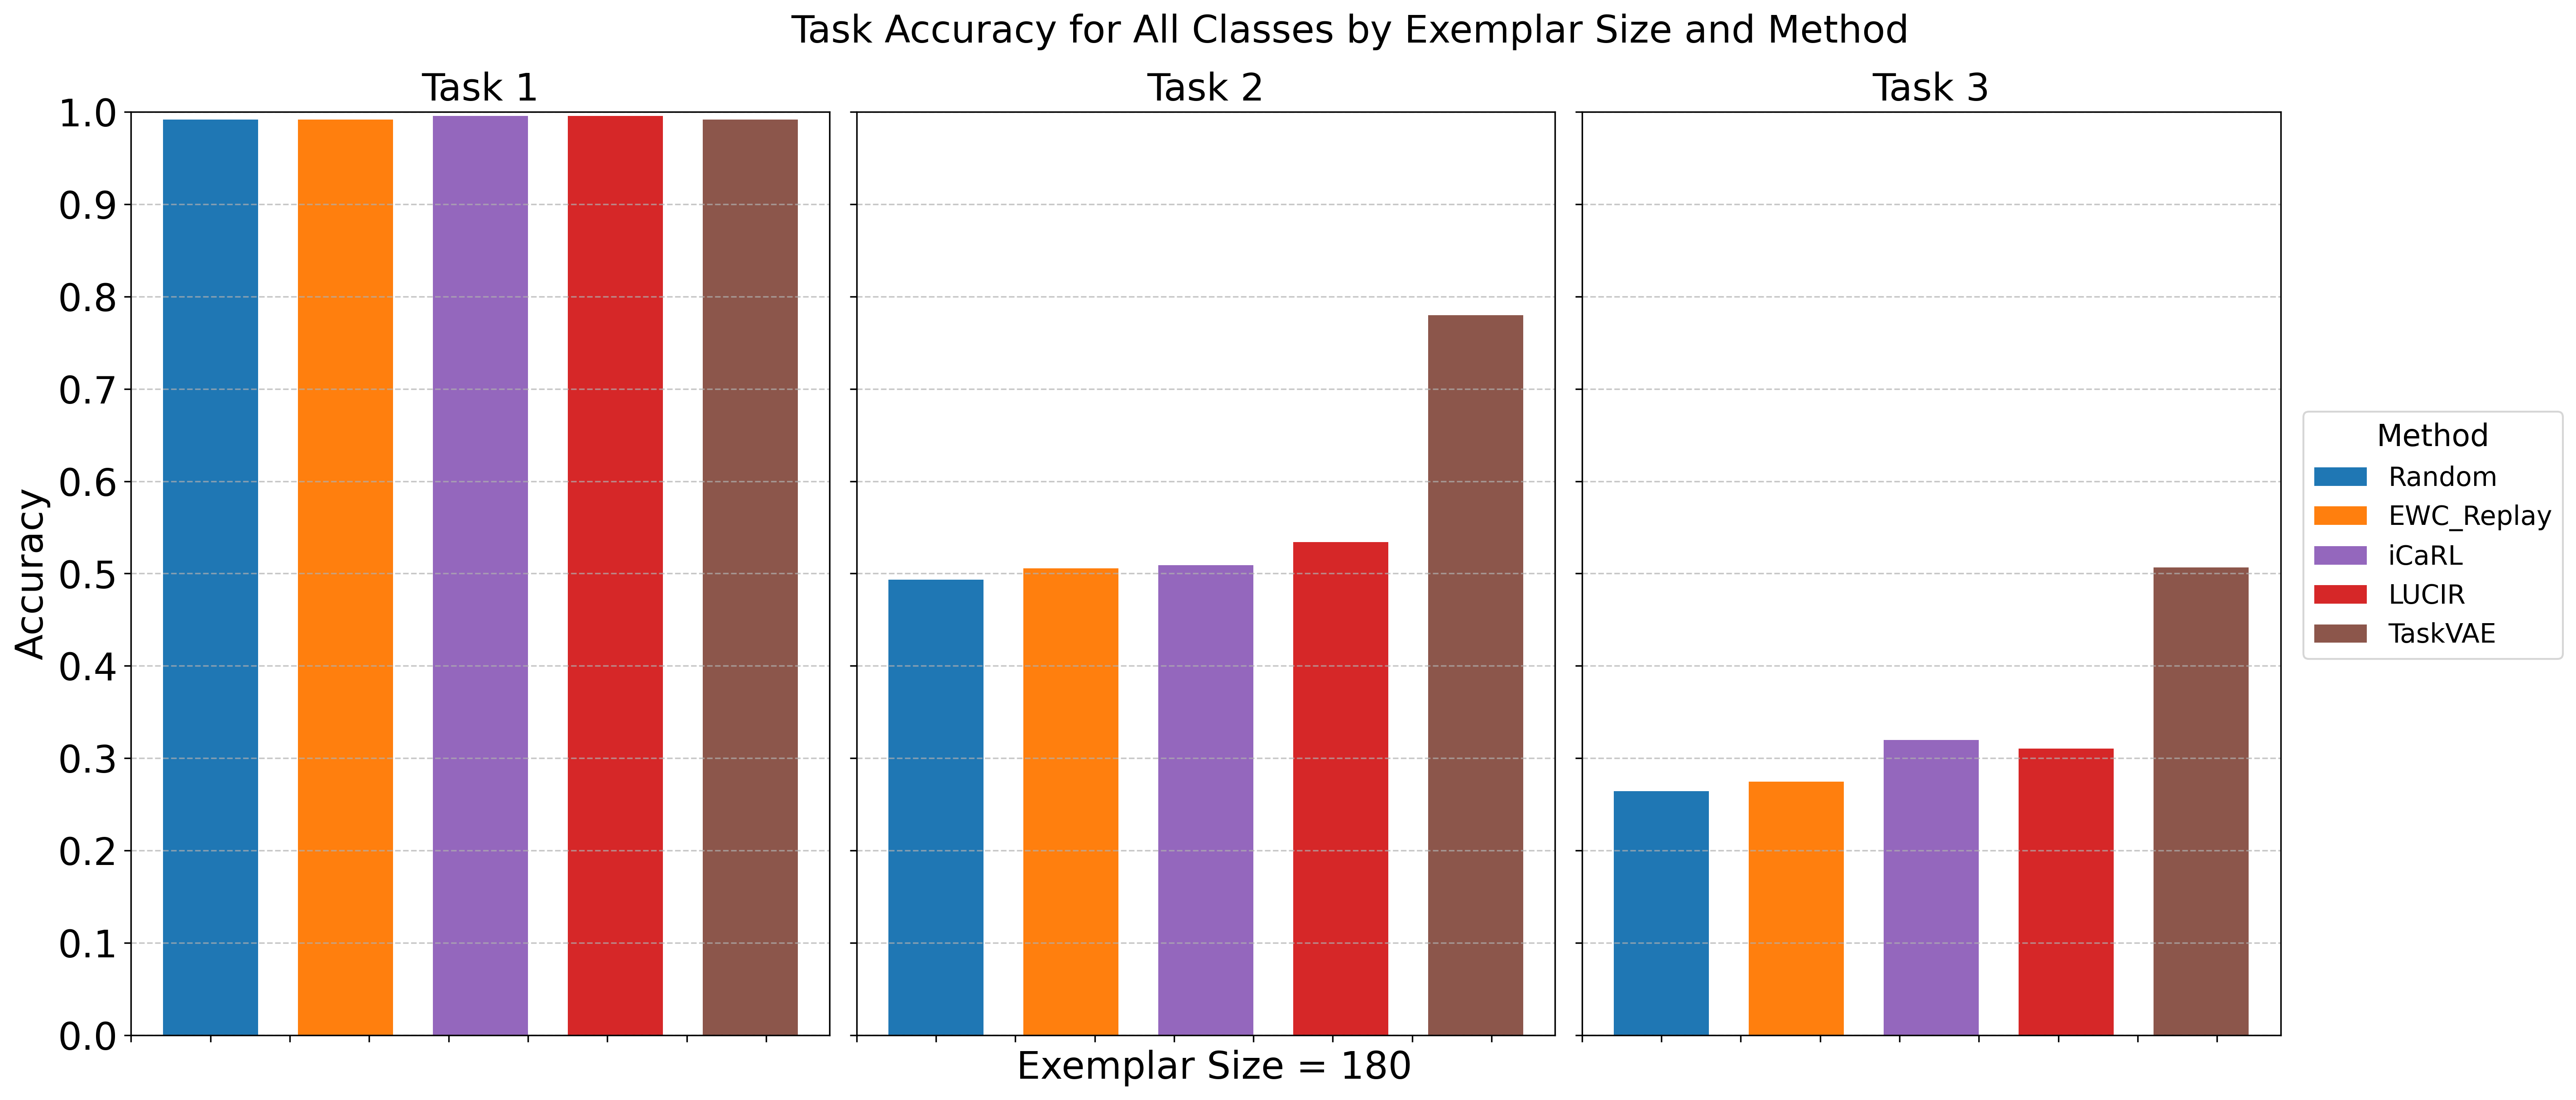 Task Accuracy for All Classes by Exemplar Size and Method
Task 1
Task 2
Task 3
1.0
0.9
0.8
0.7
0.6
0.5
0.4
0.3
0.2
0.1
0.0
Accuracy
Exemplar Size = 180
Method
Random
EWC_Replay
iCaRL
LUCIR
TaskVAE